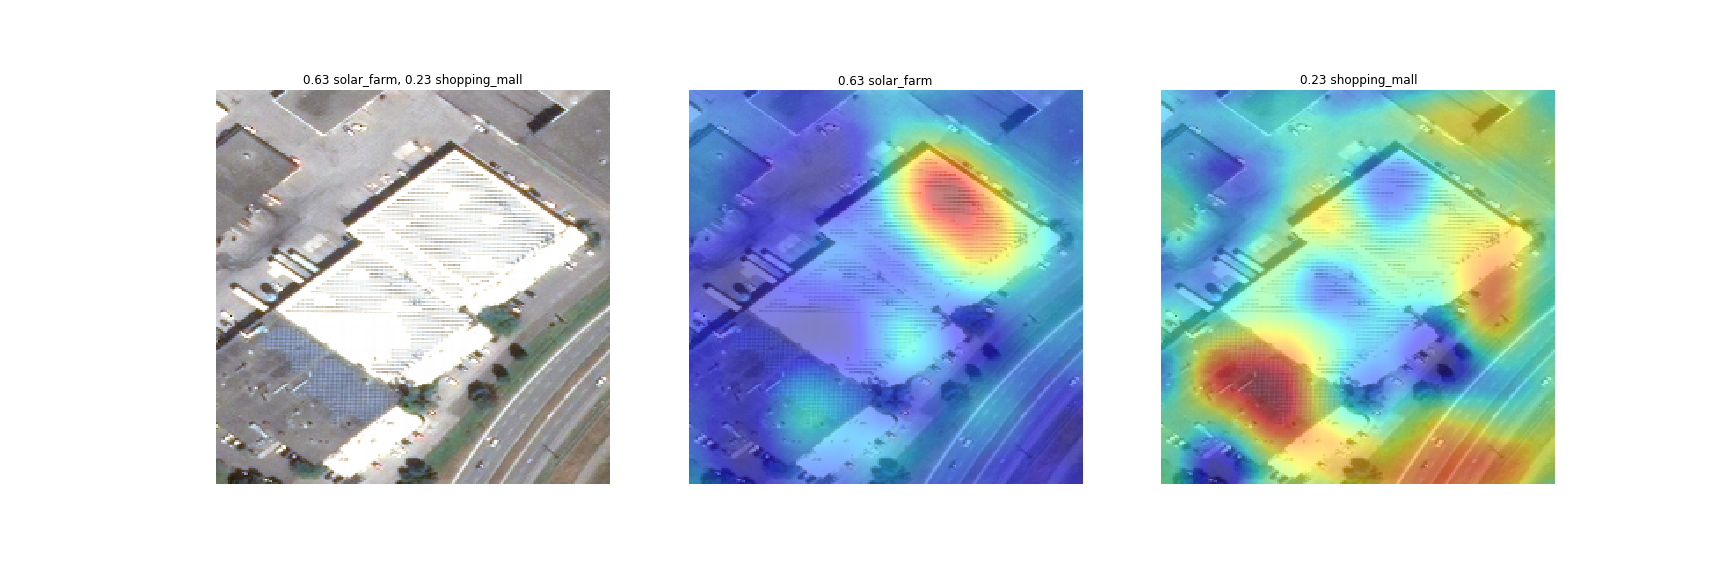 0.63 solar_farm, 0.23 shopping_mall
0.63 solar_farm
0.23 shopping_mall